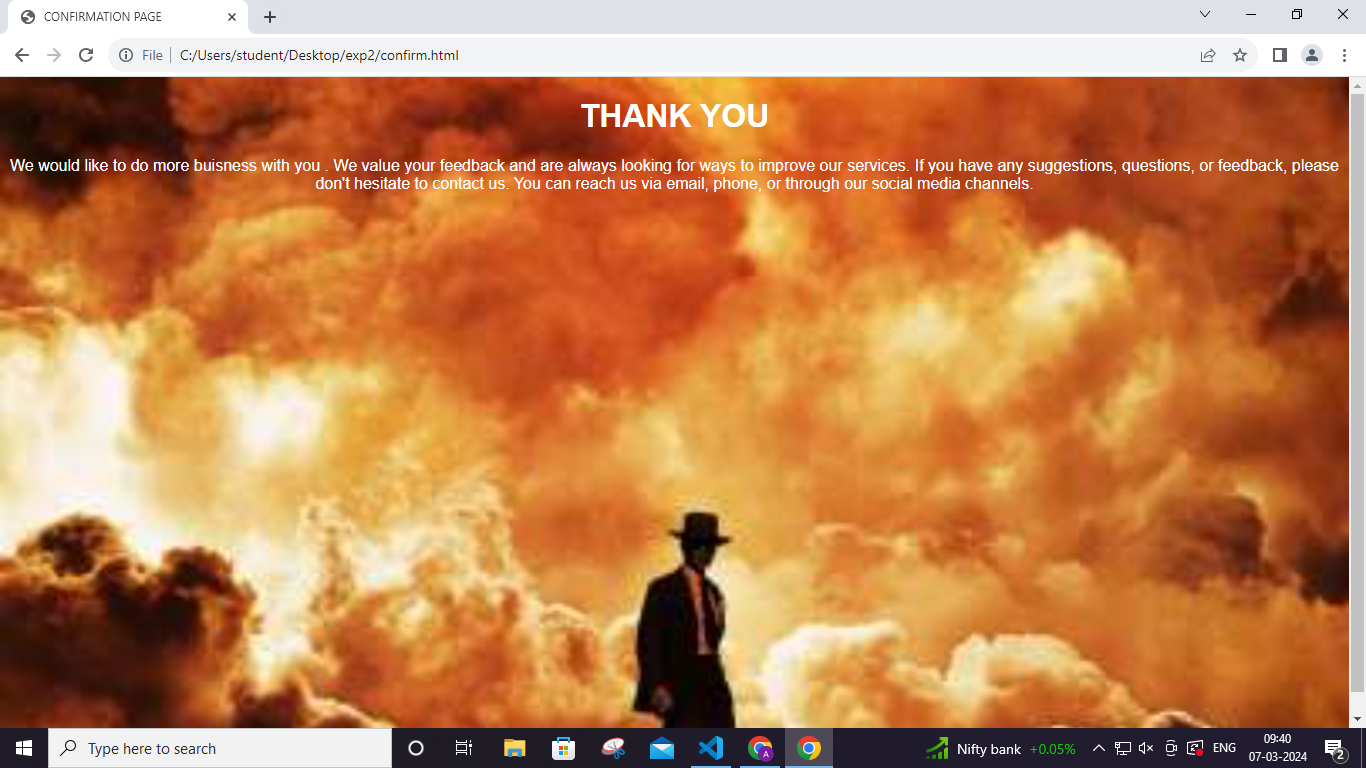 CONFIRMATION PAGE
File
C:/Users/student/Desktop/exp2/confirm.html
THANK YOU
We would like to do more buisness with you . We value your feedback and are always looking for ways to improve our services. If you have any suggestions, questions, or feedback, please
don't hesitate to contact us. You can reach us via email, phone, or through our social media channels.
Type here to search
A
Nifty bank +0.05%
ENG
09:40
07-03-2024
2